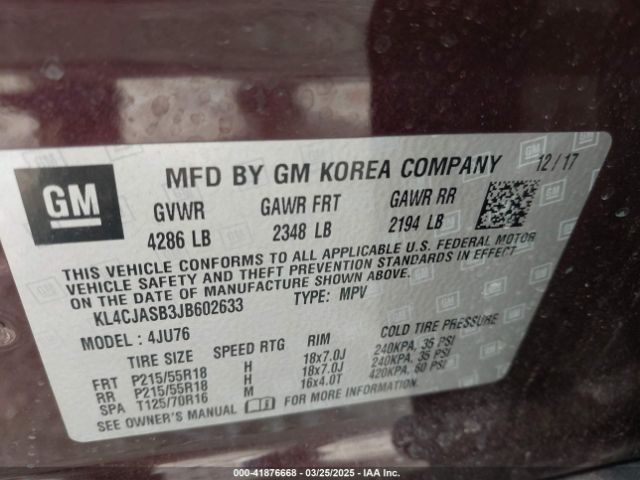 GM
MFD BY GM KOREA COMPANY 12/17
GVWR GAWR FRT GAWR RR
4286 LB 2348 LB 2194 LB
THIS VEHICLE CONFORMS TO ALL APPLICABLE U.S. FEDERAL MOTOR
VEHICLE SAFETY AND THEFT PREVENTION STANDARDS IN EFFECT
ON THE DATE OF MANUFACTURE SHOWN ABOVE.
KL4CJASB3JB602633 TYPE: MPV
MODEL : 4JU76
TIRE SIZE SPEED RTG RIM COLD TIRE PRESSURE
FRT P215/55R18 H 18x7.0J 240KPA, 35 PSI
RR P215/55R18 H 18x7.0J 240KPA, 35 PSI
SPA T125/70R16 M 16x4.0T 420KPA, 60 PSI
SEE OWNER'S MANUAL FOR MORE INFORMATION.
000-41876668 • 03/25/2025 • IAA Inc.